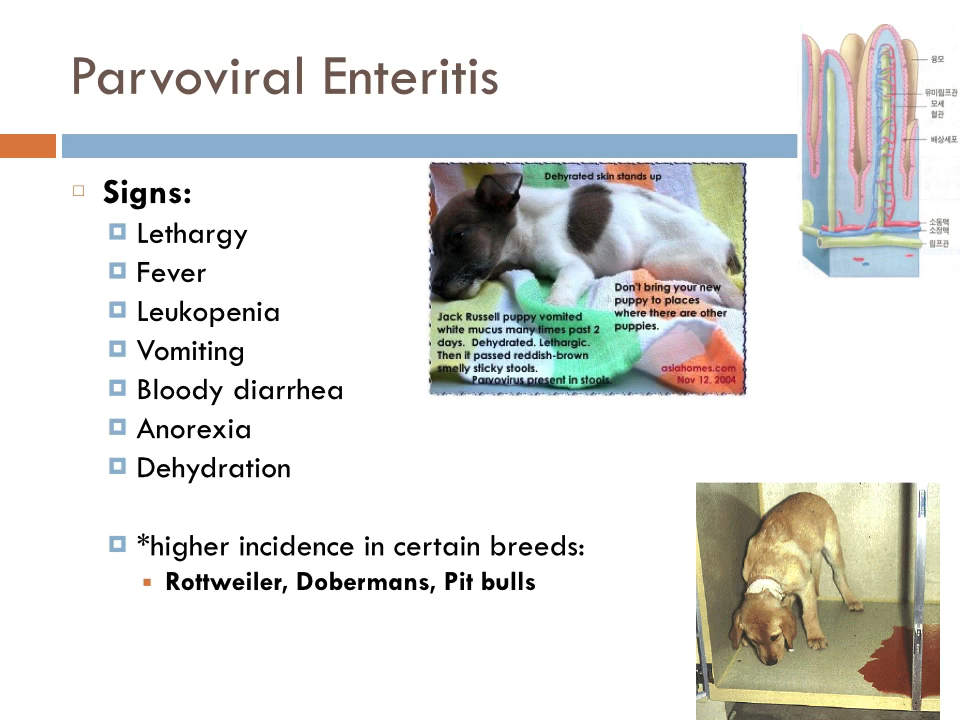 Parvoviral Enteritis
융모
유미림프관
모세
혈관
배상세포
소동맥
소정맥
림프관
Signs:
Lethargy
Fever
Leukopenia
Vomiting
Bloody diarrhea
Anorexia
Dehydration
*higher incidence in certain breeds:
Rottweiler, Dobermans, Pit bulls
Dehyrated skin stands up
Don't bring your new
puppy to places
where there are other
puppies.
Jack Russell puppy vomited
white mucus many times past 2
days. Dehydrated. Lethargic.
Then it passed reddish-brown
smelly sticky stools.
Parvovirus present in stools.
asiahomes.com
Nov 12, 2004